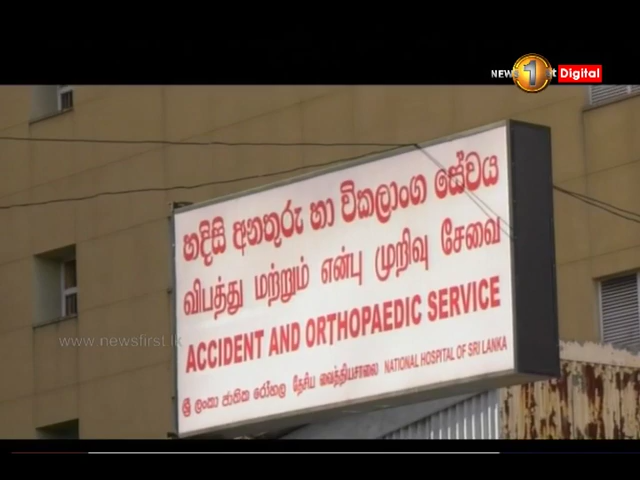 NEWS 1st Digital
හදිසි අනතුරු හා විකලාංග සේවය
விபத்து மற்றும் என்பு முறிவு சேவை
ACCIDENT AND ORTHOPAEDIC SERVICE
ශ්‍රී ලංකා ජාතික රෝහල தேசிய வைத்தியசாலை NATIONAL HOSPITAL OF SRI LANKA
www.newsfirst.lk